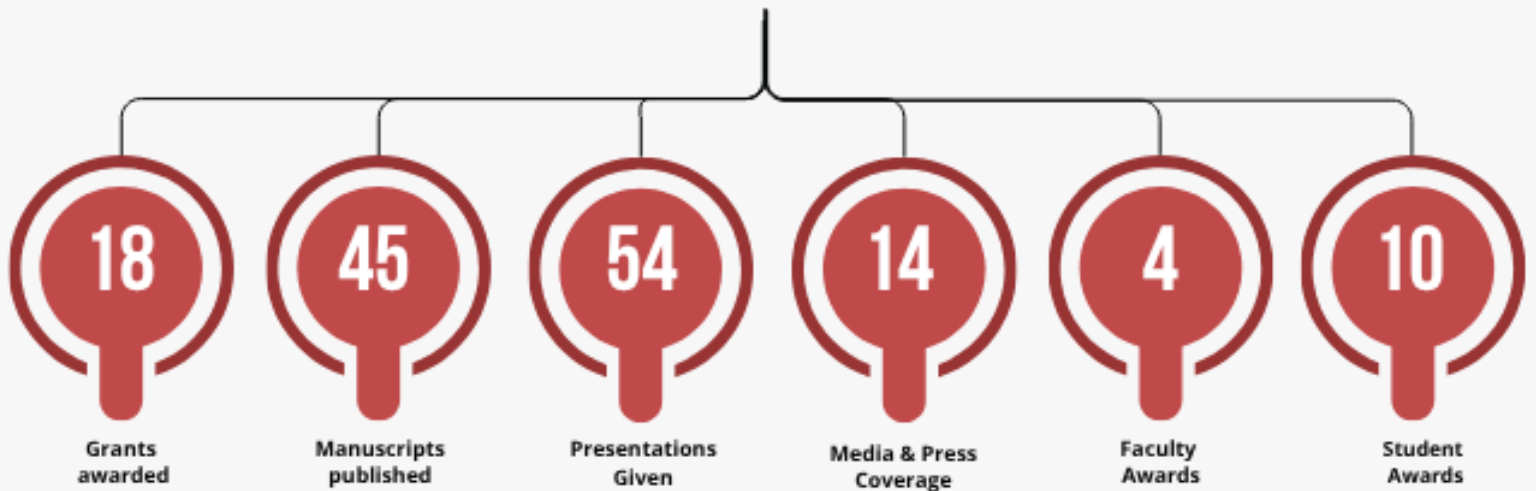 18
Grants
awarded
45
Manuscripts
published
54
Presentations
Given
14
Media & Press
Coverage
4
Faculty
Awards
10
Student
Awards